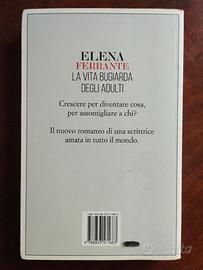 ELENA
FERRANTE
LA VITA BUGIARDA
DEGLI ADULTI
Crescere per diventare cosa,
per assomigliare a chi?
Il nuovo romanzo di una scrittrice
amata in tutto il mondo.
subito